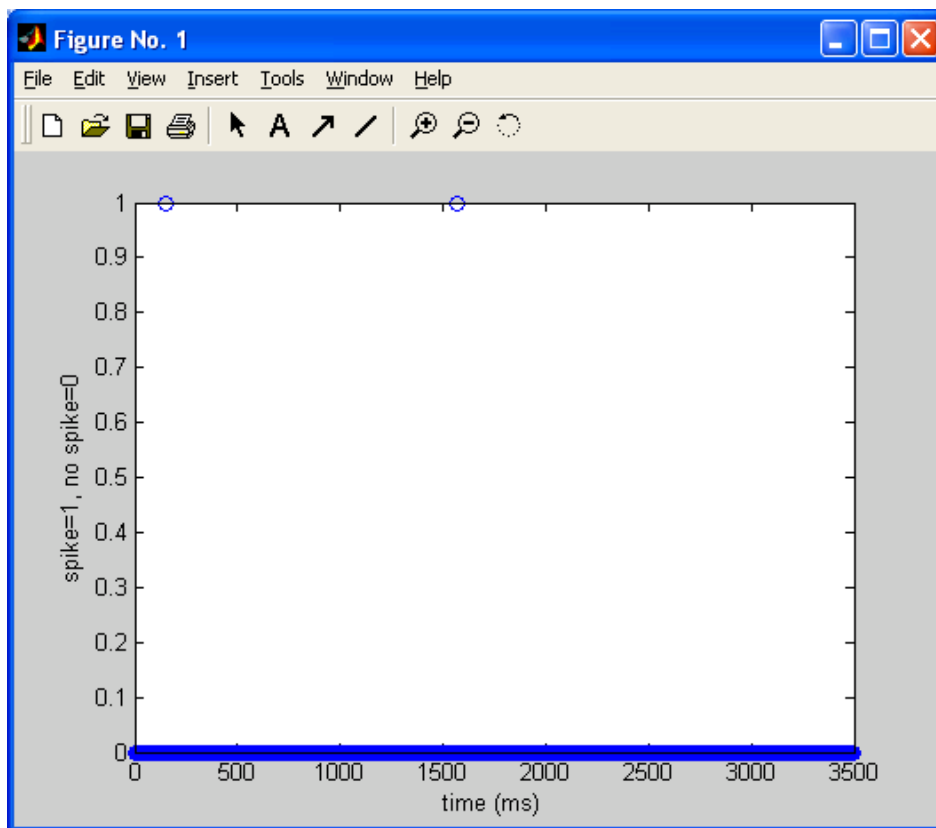 Figure No. 1
File Edit View Insert Tools Window Help
A
1
0.9
0.8
0.7
0.6
0.5
0.4
0.3
0.2
0.1
0
spike=1, no spike=0
0 500 1000 1500 2000 2500 3000 3500
time (ms)